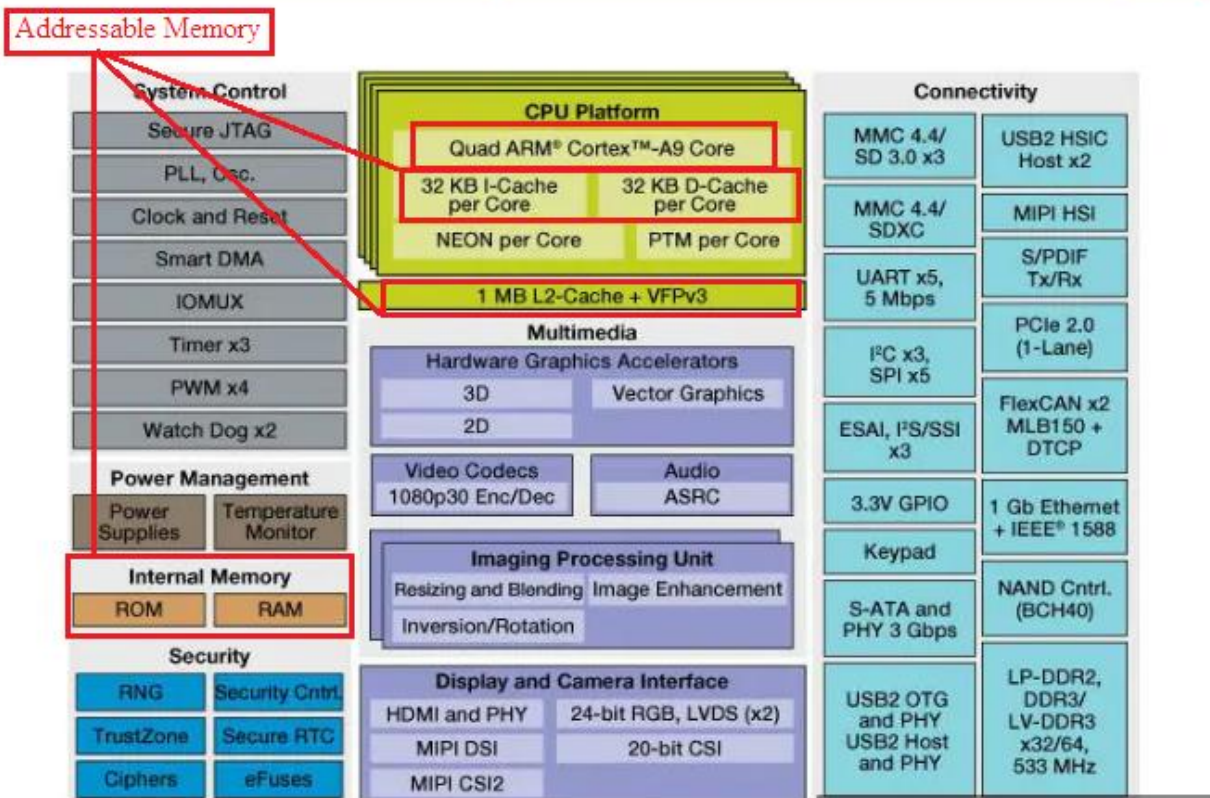 Addressable Memory
System Control
Secure JTAG
PLL, Osc.
Clock and Reset
Smart DMA
IOMUX
Timer x3
PWM x4
Watch Dog x2
Power Management
Power
Supplies
Temperature
Monitor
Internal Memory
ROM
RAM
Security
RNG
Security Cntrl.
TrustZone
Secure RTC
Ciphers
eFuses
CPU Platform
Quad ARM® Cortex™-A9 Core
32 KB I-Cache
per Core
32 KB D-Cache
per Core
NEON per Core
PTM per Core
1 MB L2-Cache + VFPv3
Multimedia
Hardware Graphics Accelerators
3D
Vector Graphics
2D
Video Codecs
1080p30 Enc/Dec
Audio
ASRC
Imaging Processing Unit
Resizing and Blending
Image Enhancement
Inversion/Rotation
Display and Camera Interface
HDMI and PHY
24-bit RGB, LVDS (x2)
MIPI DSI
20-bit CSI
MIPI CSI2
Connectivity
MMC 4.4/
SD 3.0 x3
MMC 4.4/
SDXC
UART x5,
5 Mbps
I²C x3,
SPI x5
ESAI, I²S/SSI
x3
3.3V GPIO
Keypad
S-ATA and
PHY 3 Gbps
USB2 OTG
and PHY
USB2 Host
and PHY
USB2 HSIC
Host x2
MIPI HSI
S/PDIF
Tx/Rx
PCIe 2.0
(1-Lane)
FlexCAN x2
MLB150 +
DTCP
1 Gb Ethernet
+ IEEE® 1588
NAND Cntrl.
(BCH40)
LP-DDR2,
DDR3/
LV-DDR3
x32/64,
533 MHz